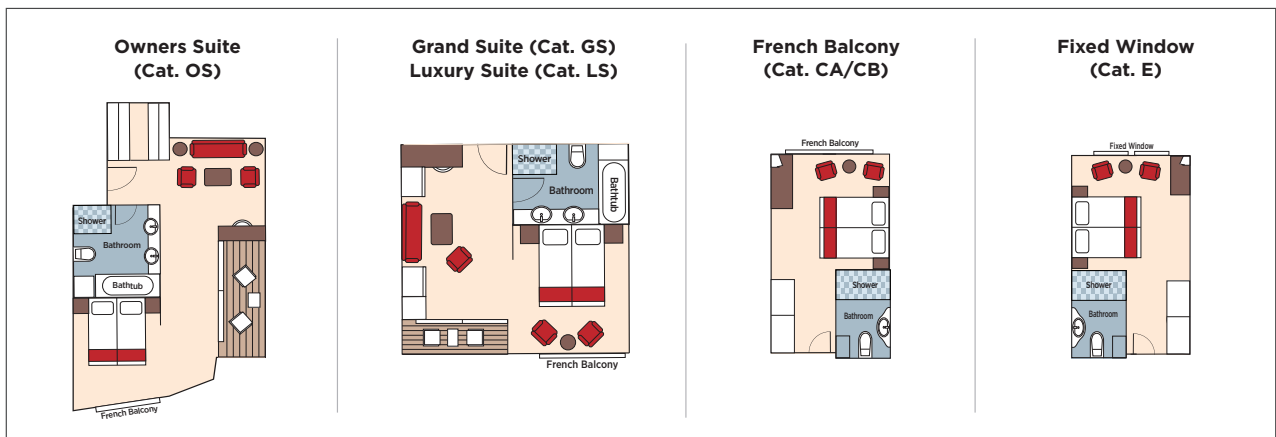 Owners Suite
(Cat. OS)
Shower
Bathroom
Bathtub
French Balcony
Grand Suite (Cat. GS)
Luxury Suite (Cat. LS)
Shower
Bathroom
Bathtub
French Balcony
French Balcony
(Cat. CA/CB)
French Balcony
Shower
Bathroom
Fixed Window
(Cat. E)
Fixed Window
Shower
Bathroom